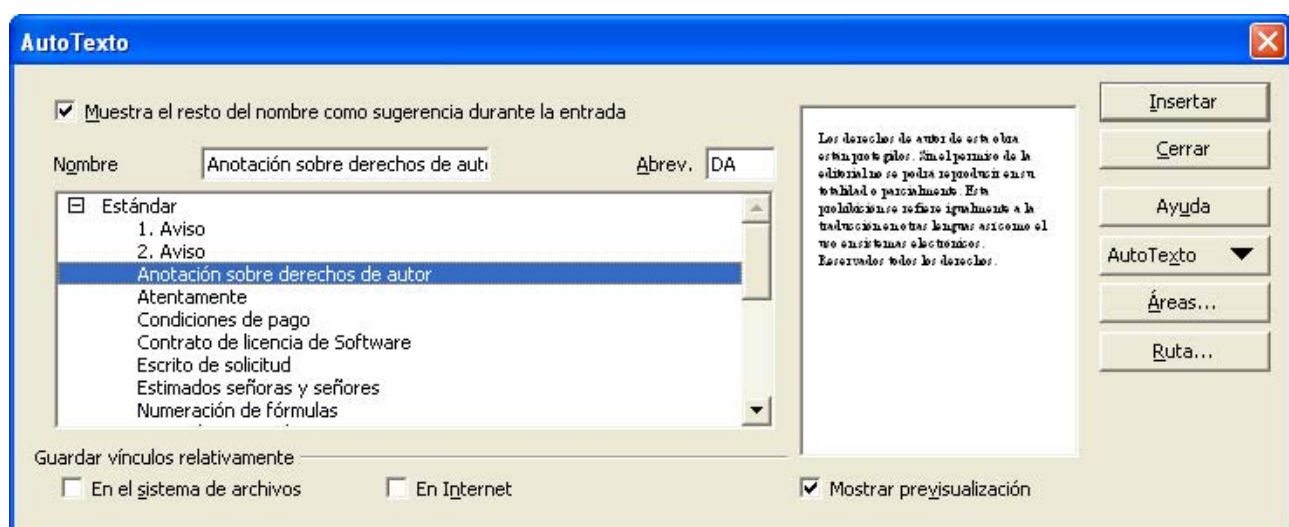 AutoTexto
Muestra el resto del nombre como sugerencia durante la entrada
Nombre Anotación sobre derechos de auto Abrev. DA
Estándar
1. Aviso
2. Aviso
Anotación sobre derechos de autor
Atentamente
Condiciones de pago
Contrato de licencia de Software
Escrito de solicitud
Estimados señoras y señores
Numeración de fórmulas
Guardar vínculos relativamente
En el sistema de archivos En Internet
Los derechos de autor de esta obra
están protegidos. Sin el permiso de la
editorial no se podrá reproducir en su
totalidad o parcialmente. Esta
prohibición se refiere igualmente a la
traducción en otras lenguas así como el
uso en sistemas electrónicos.
Reservados todos los derechos.
Mostrar previsualización
Insertar
Cerrar
Ayuda
AutoTexto
Áreas...
Ruta...